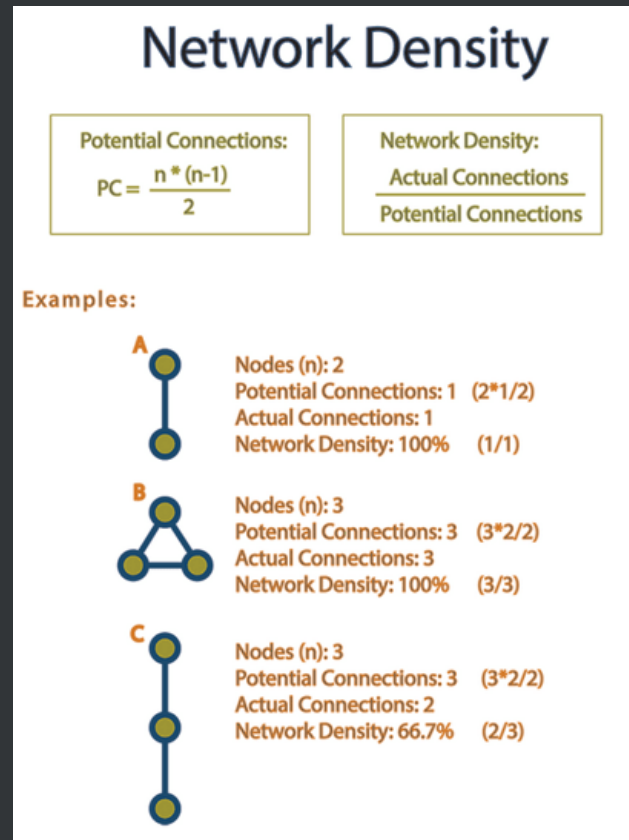 Network Density
Potential Connections:
PC = n * (n-1)
2
Network Density:
Actual Connections
Potential Connections
Examples:
A
Nodes (n): 2
Potential Connections: 1 (2*1/2)
Actual Connections: 1
Network Density: 100% (1/1)
B
Nodes (n): 3
Potential Connections: 3 (3*2/2)
Actual Connections: 3
Network Density: 100% (3/3)
C
Nodes (n): 3
Potential Connections: 3 (3*2/2)
Actual Connections: 2
Network Density: 66.7% (2/3)